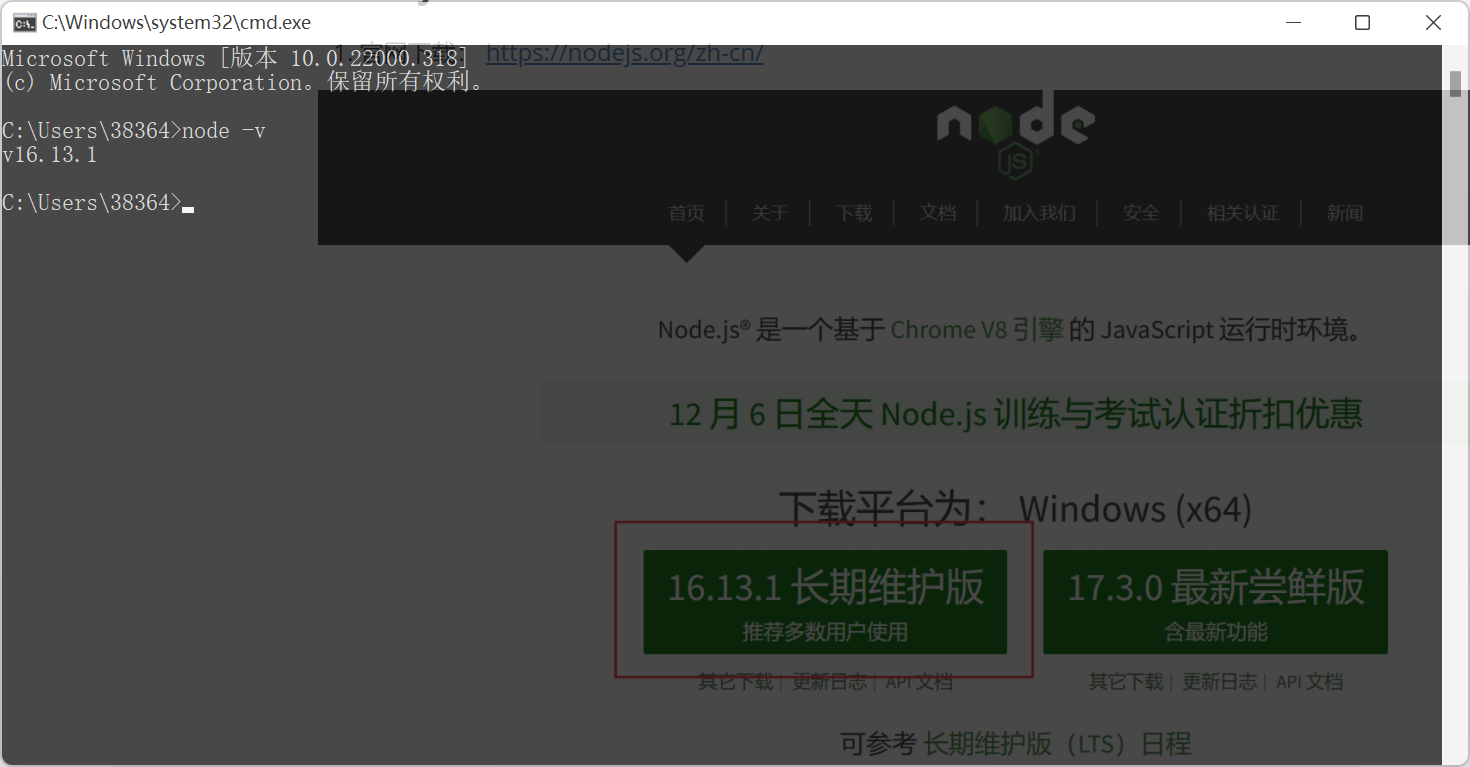 C:\Windows\system32\cmd.exe
Microsoft Windows [版本 10.0.22000.318]
(c) Microsoft Corporation。保留所有权利。
C:\Users\38364>node -v
v16.13.1
C:\Users\38364>
1. 官网下载: https://nodejs.org/zh-cn/
node
JS
首页 | 关于 | 下载 | 文档 | 加入我们 | 安全 | 相关认证 | 新闻
Node.js® 是一个基于 Chrome V8 引擎 的 JavaScript 运行时环境。
12 月 6 日全天 Node.js 训练与考试认证折扣优惠
下载平台为： Windows (x64)
16.13.1 长期维护版
推荐多数用户使用
其它下载 | 更新日志 | API 文档
17.3.0 最新尝鲜版
含最新功能
其它下载 | 更新日志 | API 文档
可参考 长期维护版（LTS）日程